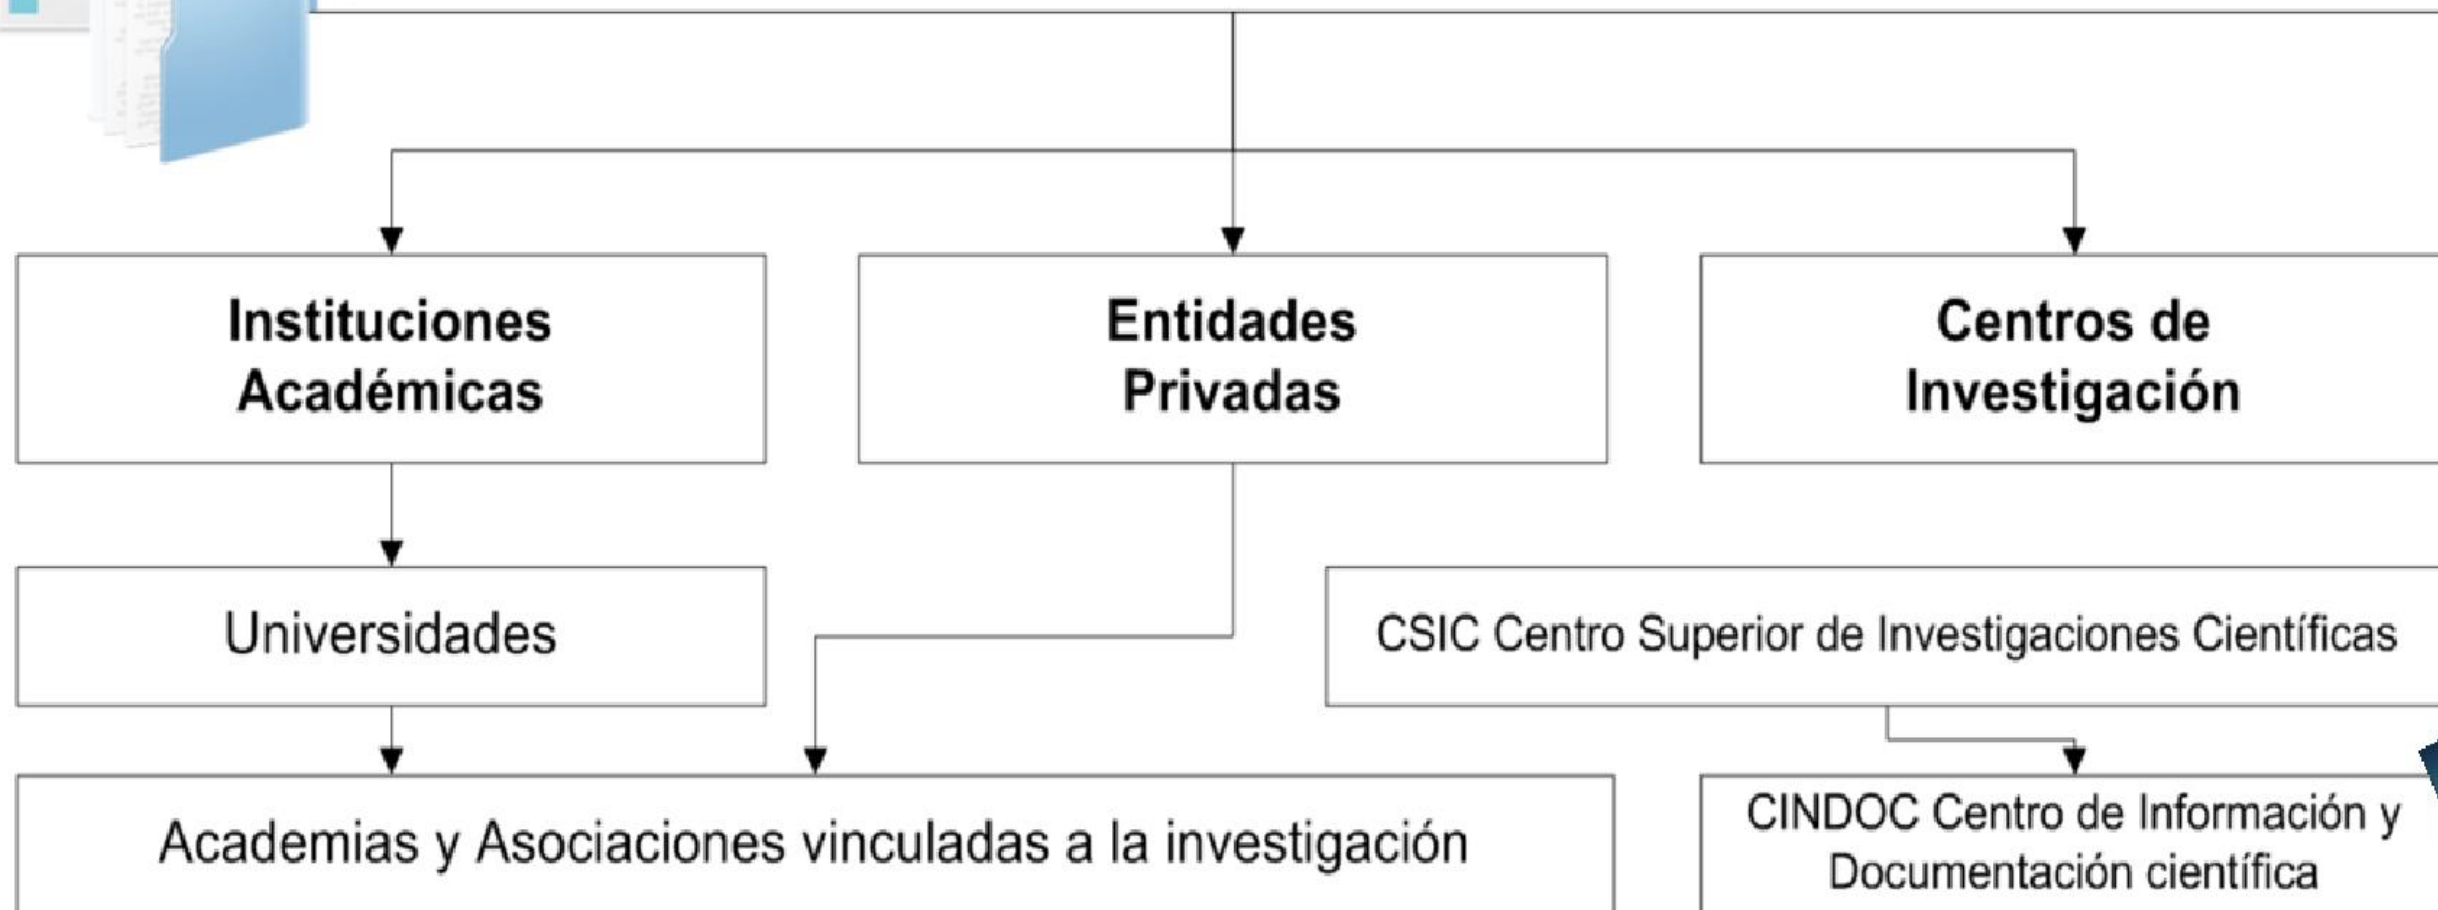 Instituciones
Académicas
Entidades
Privadas
Centros de
Investigación
Universidades
CSIC Centro Superior de Investigaciones Científicas
Academias y Asociaciones vinculadas a la investigación
CINDOC Centro de Información y
Documentación científica